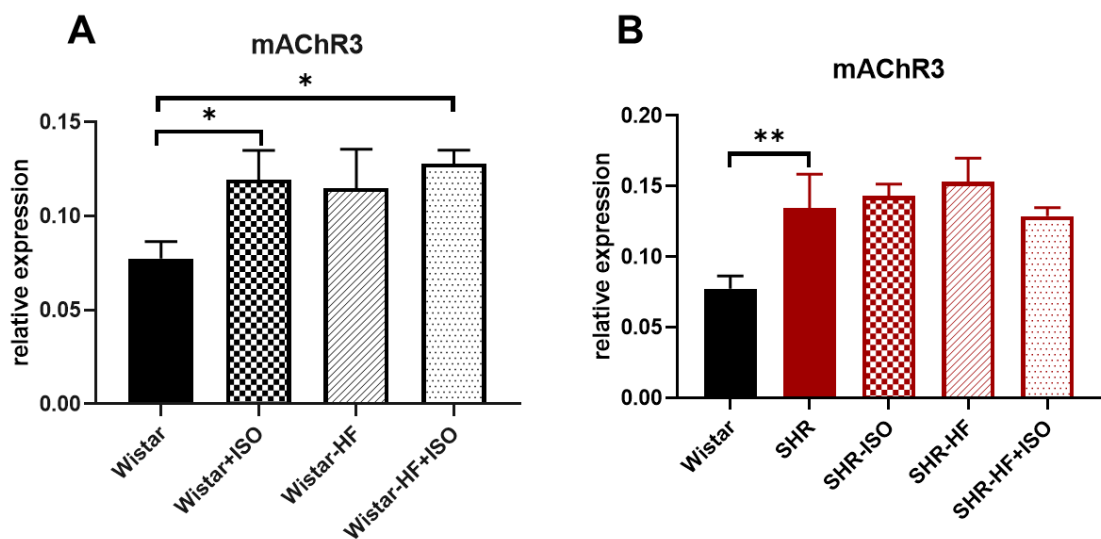 A
mAChR3
*
*
relative expression
0.15
0.10
0.05
0.00
Wistar
Wistar+ISO
Wistar-HF
Wistar-HF+ISO
B
mAChR3
**
relative expression
0.20
0.15
0.10
0.05
0.00
Wistar
SHR
SHR-ISO
SHR-HF
SHR-HF+ISO